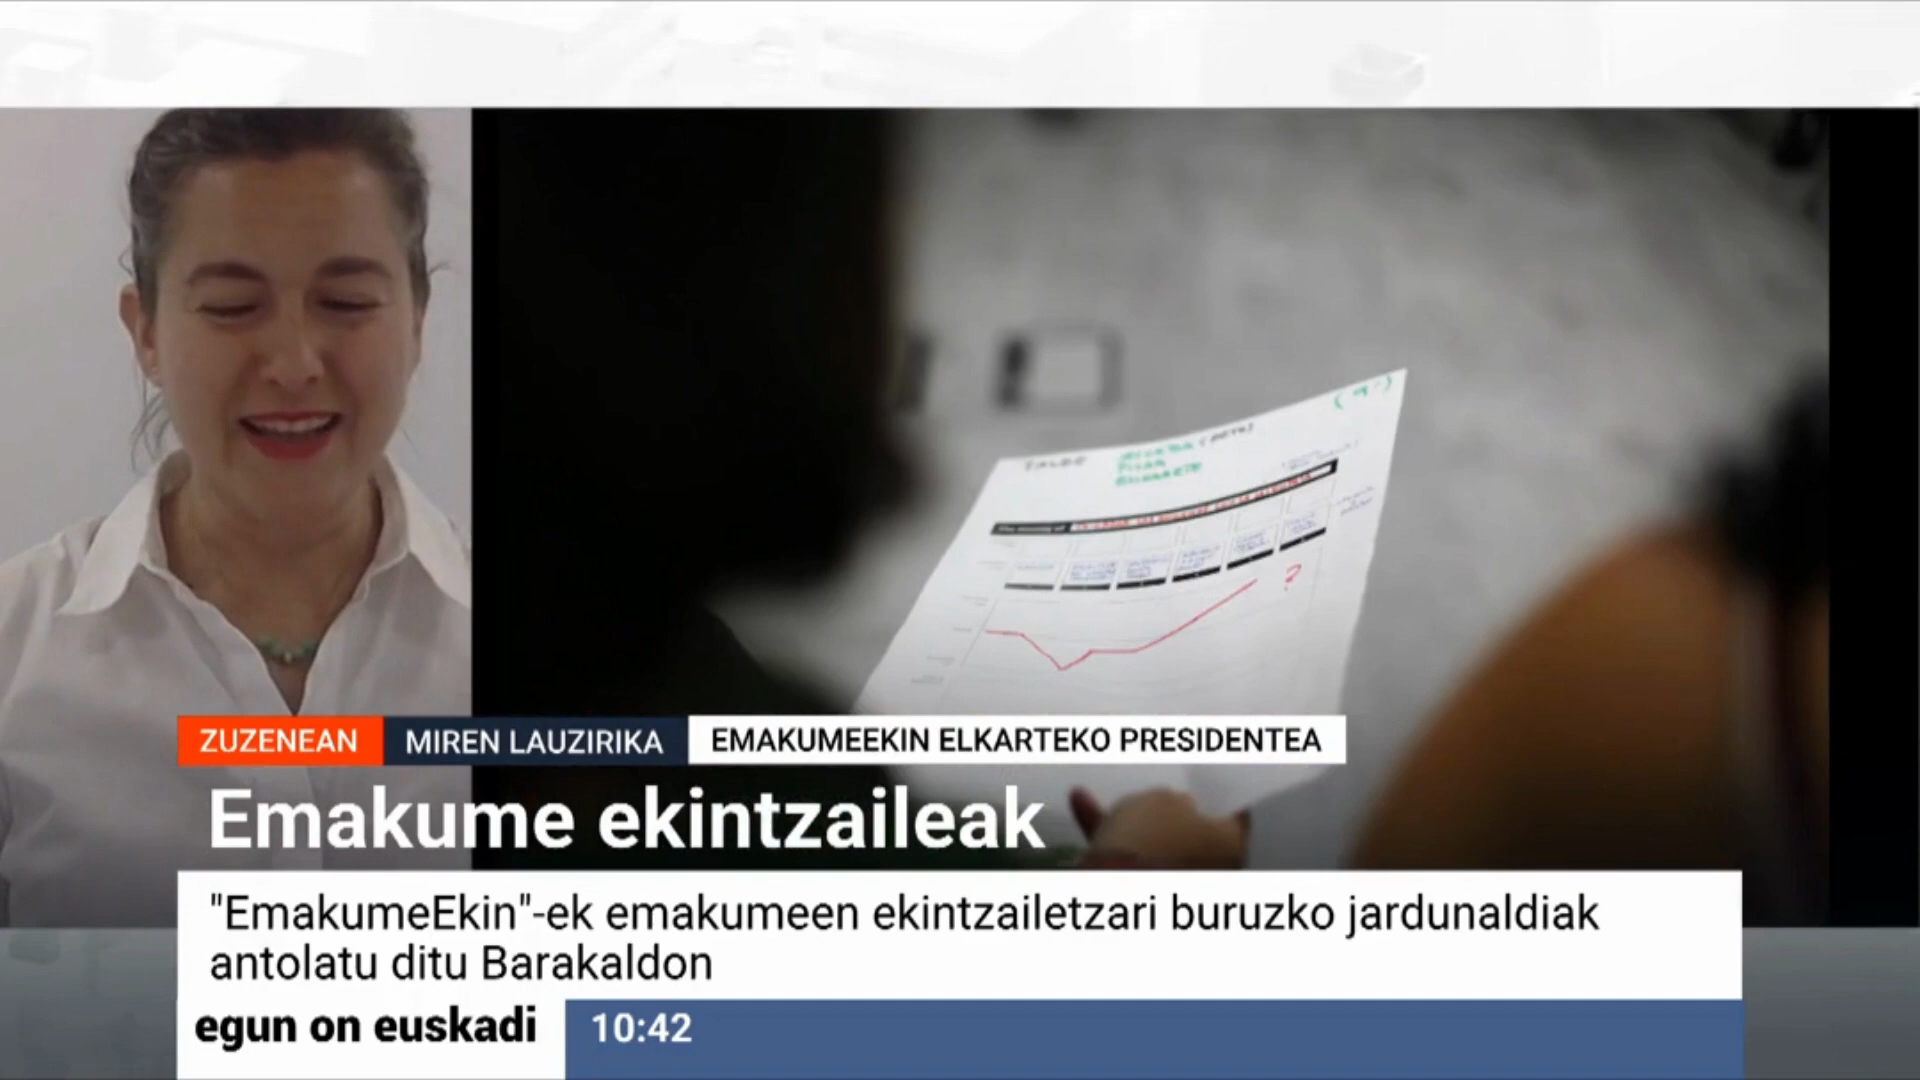 TALDE
ZUZENEAN MIREN LAUZIRIKA EMAKUMEEKIN ELKARTEKO PRESIDENTEA
Emakume ekintzaileak
"EmakumeEkin"-ek emakumeen ekintzailetzari buruzko jardunaldiak
antolatu ditu Barakaldon
egun on euskadi 10:42